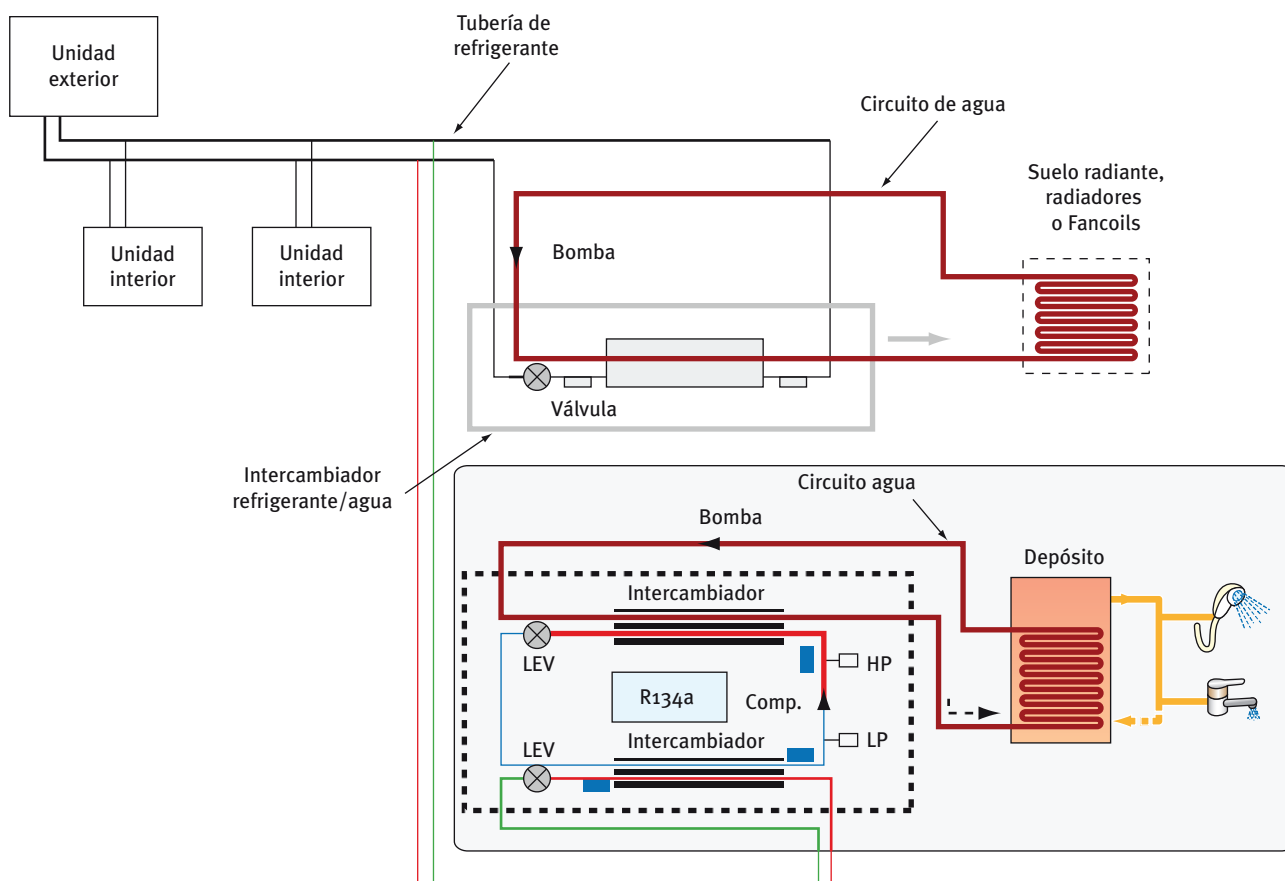 Unidad
exterior
Tubería de
refrigerante
Circuito de agua
Suelo radiante,
radiadores
o Fancoils
Unidad
interior
Unidad
interior
Bomba
Válvula
Intercambiador
refrigerante/agua
Circuito agua
Bomba
Depósito
Intercambiador
LEV
HP
R134a
Comp.
LEV
Intercambiador
LP